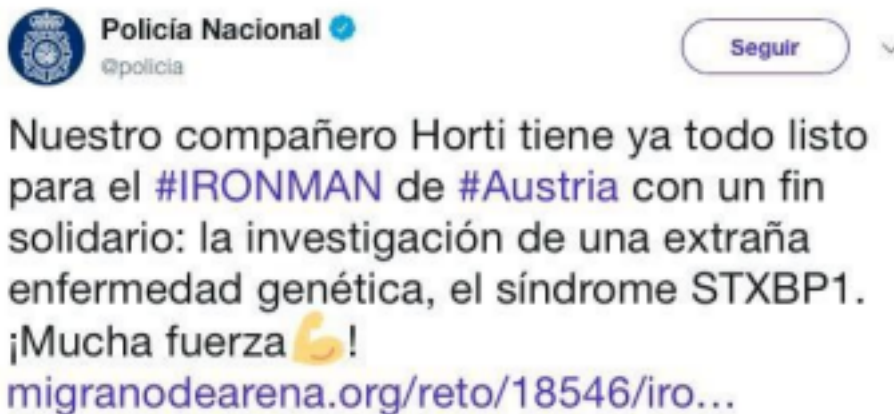 Policía Nacional
@policia
Seguir
Nuestro compañero Horti tiene ya todo listo
para el #IRONMAN de #Austria con un fin
solidario: la investigación de una extraña
enfermedad genética, el síndrome STXBP1.
¡Mucha fuerza💪!
migranodearena.org/reto/18546/iro...